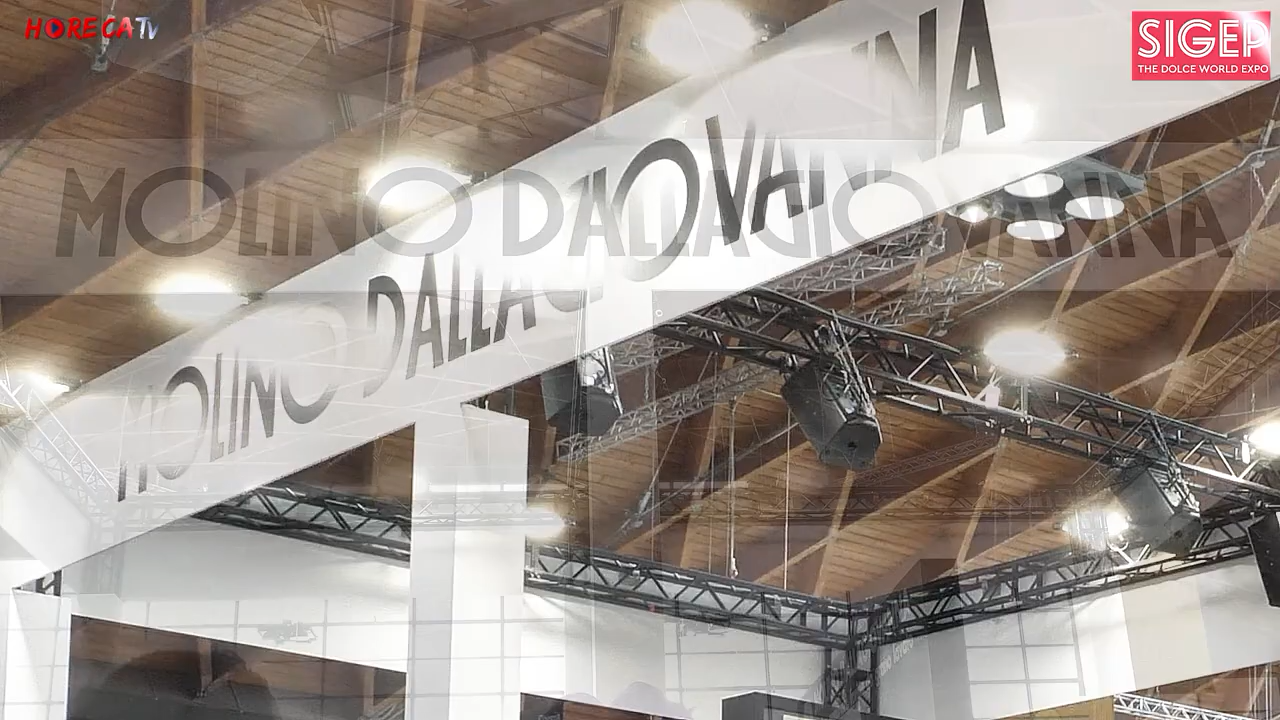 HORECATV
SIGEP
THE DOLCE WORLD EXPO
MOLINO DALLAGIOVANNA
MOLINO DALLAGIOVANNA